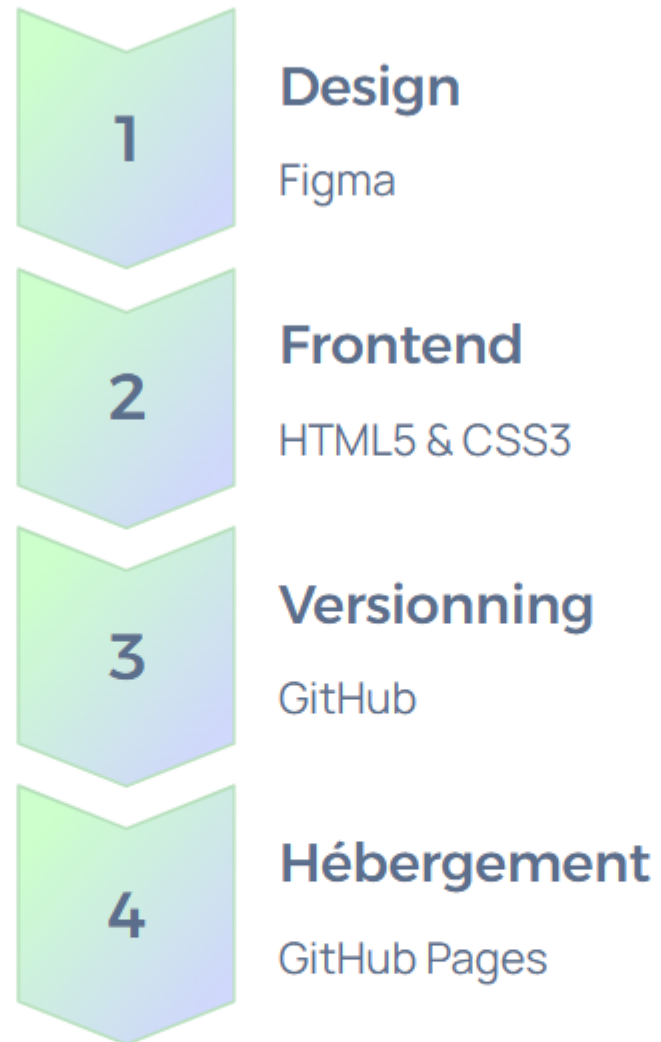 1
Design
Figma
2
Frontend
HTML5 & CSS3
3
Versionning
GitHub
4
Hébergement
GitHub Pages